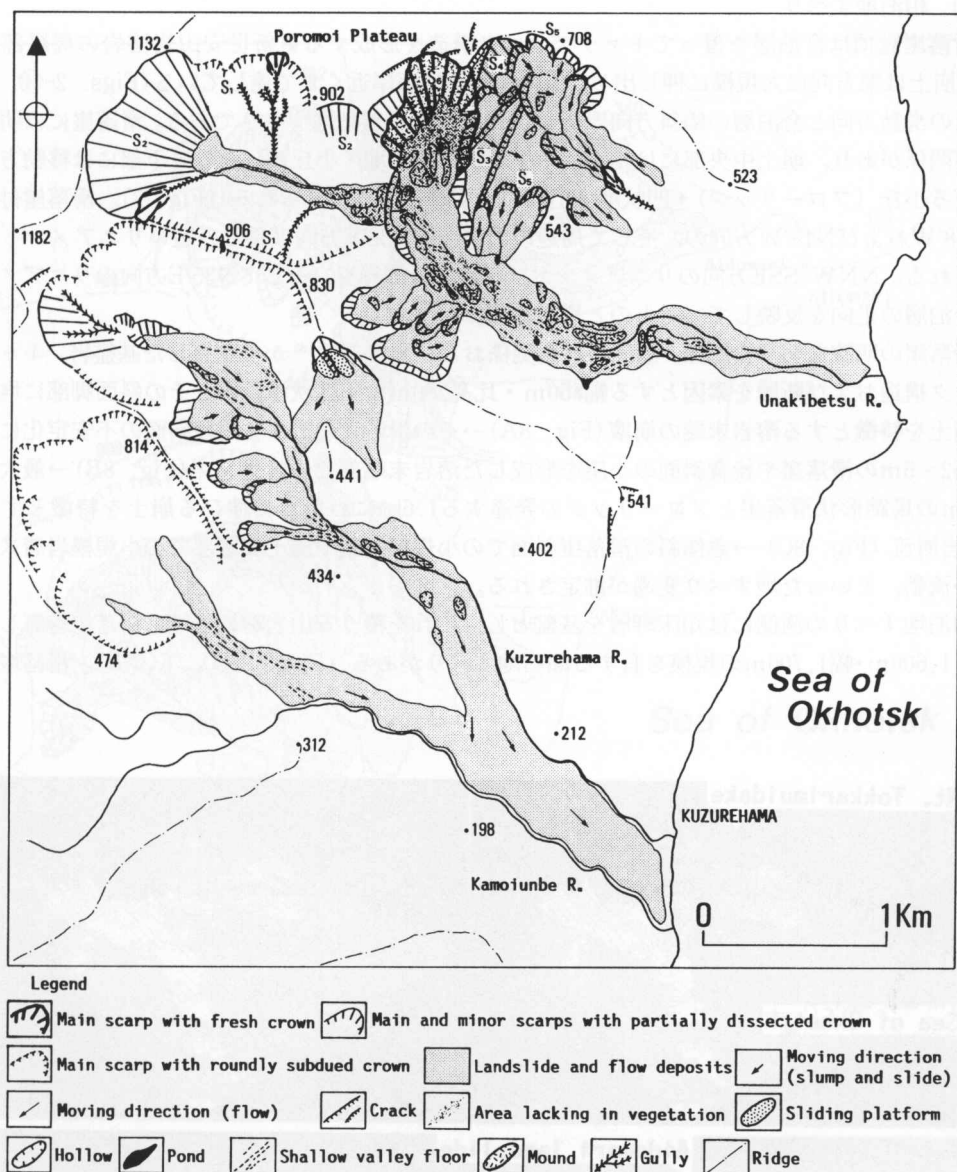 1132
Poromoi Plateau
S₆
708
S₄
S₁
902
S₂
S₂
S₃
523
S₆
543
1182
906
S₁
830
Unakibetsu R.
814
441
541
402
434
Kuzurehama R.
474
Sea of
Okhotsk
312
212
198
KUZUREHAMA
Kamoiunbe R.
0 1Km
Legend
Main scarp with fresh crown
Main and minor scarps with partially dissected crown
Main scarp with roundly subdued crown
Landslide and flow deposits
Moving direction
(slump and slide)
Moving direction (flow)
Crack
Area lacking in vegetation
Sliding platform
Hollow
Pond
Shallow valley floor
Mound
Gully
Ridge